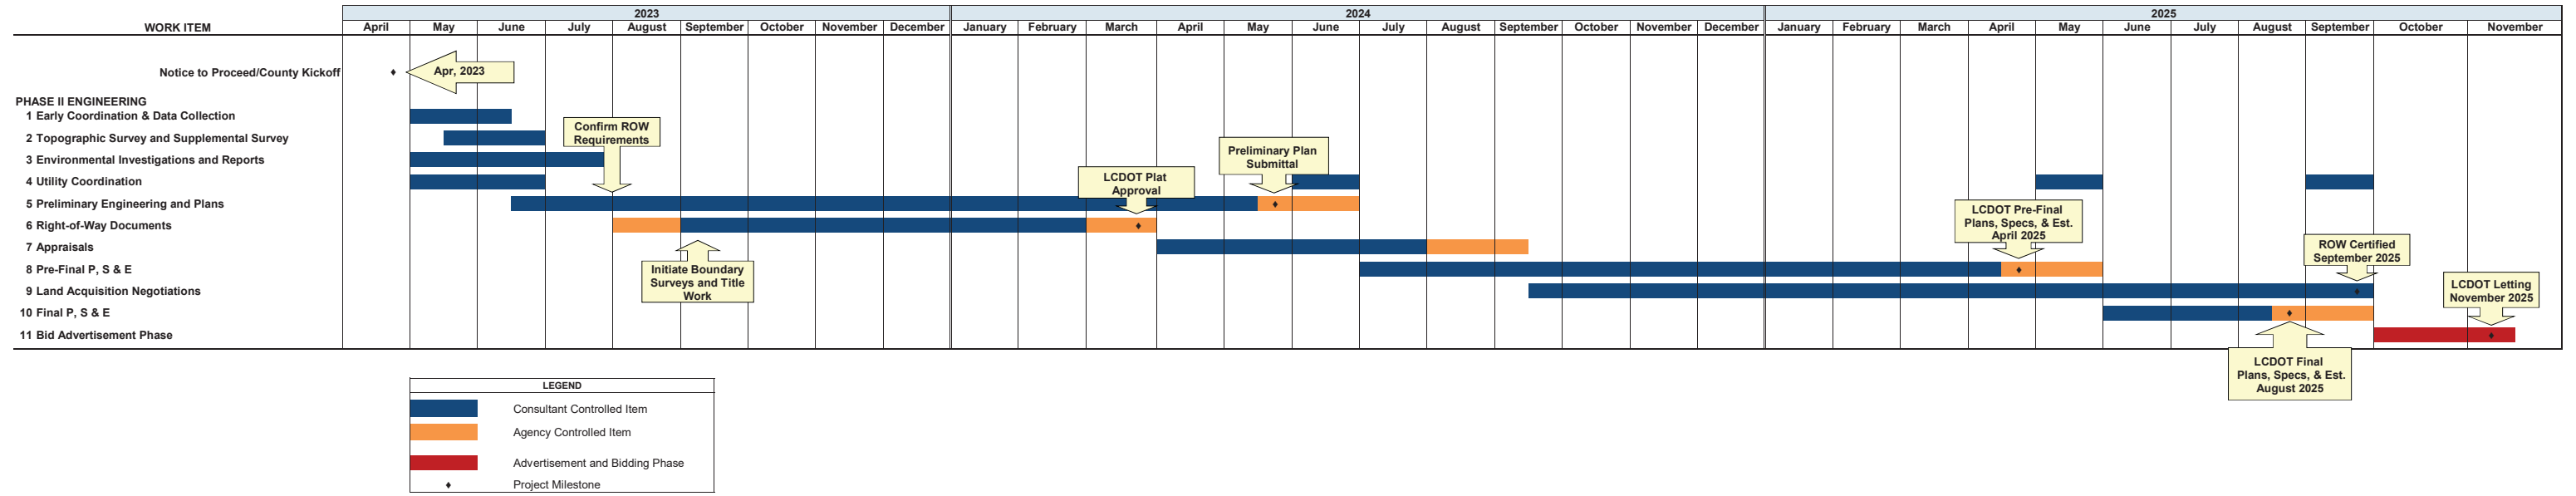 2023 2024 2025
WORK ITEM April May June July August September October November December January February March April May June July August September October November December January February March April May June July August September October November
Notice to Proceed/County Kickoff ♦ Apr, 2023
PHASE II ENGINEERING
1 Early Coordination & Data Collection
Confirm ROW
Requirements
2 Topographic Survey and Supplemental Survey
3 Environmental Investigations and Reports
Preliminary Plan
Submittal
4 Utility Coordination
LCDOT Plat
Approval
5 Preliminary Engineering and Plans
6 Right-of-Way Documents
LCDOT Pre-Final
Plans, Specs, & Est.
April 2025
7 Appraisals
ROW Certified
September 2025
8 Pre-Final P, S & E
Initiate Boundary
Surveys and Title
Work
9 Land Acquisition Negotiations
LCDOT Letting
November 2025
10 Final P, S & E
11 Bid Advertisement Phase
LCDOT Final
Plans, Specs, & Est.
August 2025
LEGEND
Consultant Controlled Item
Agency Controlled Item
Advertisement and Bidding Phase
♦ Project Milestone